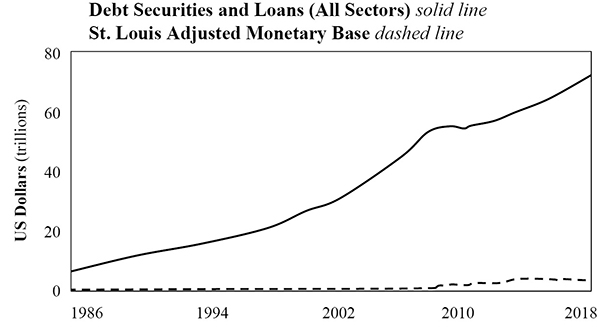 Debt Securities and Loans (All Sectors) solid line
St. Louis Adjusted Monetary Base dashed line
US Dollars (trillions)
80
60
40
20
0
1986 1994 2002 2010 2018